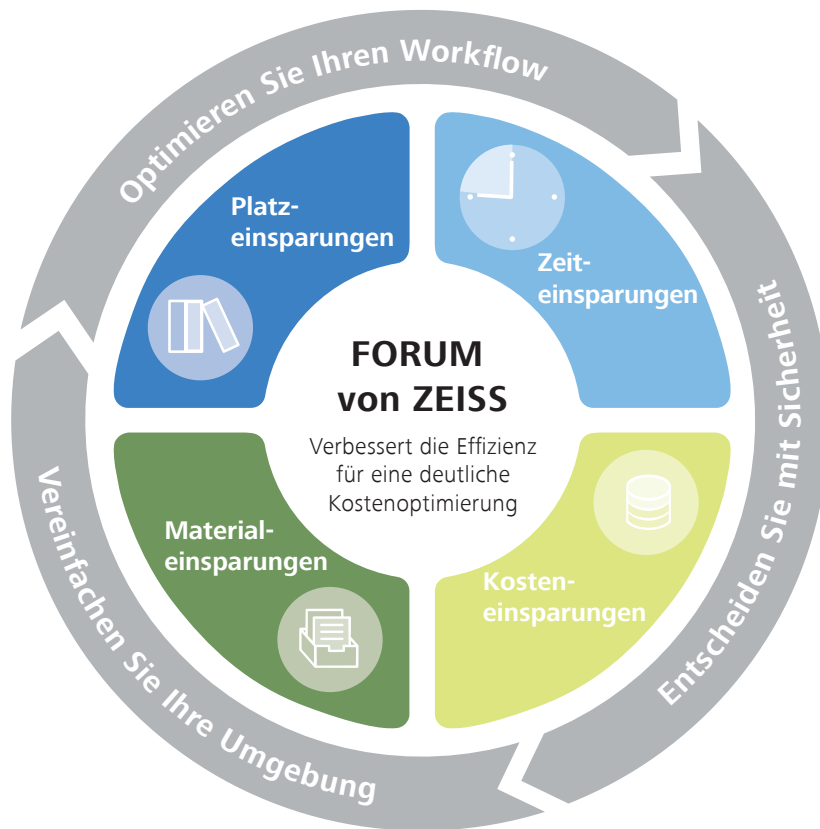 Optimieren Sie Ihren Workflow
Platz-
einsparungen
Zeit-
einsparungen
Entscheiden Sie mit Sicherheit
FORUM
von ZEISS
Verbessert die Effizienz
für eine deutliche
Kostenoptimierung
Material-
einsparungen
Kosten-
einsparungen
Vereinfachen Sie Ihre Umgebung